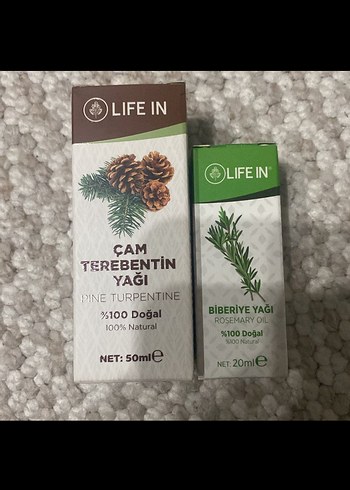 LIFE IN
ÇAM
TEREBENTİN
YAĞI
PINE TURPENTINE
%100 Doğal
100% Natural
NET: 50ml℮
LIFE IN®
BİBERİYE YAĞI
ROSEMARY OIL
%100 Doğal
%100 Natural
NET: 20ml℮